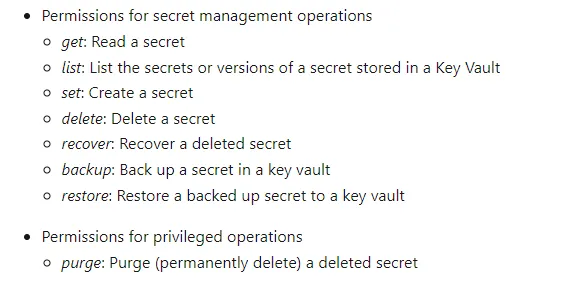 Permissions for secret management operations
get: Read a secret
list: List the secrets or versions of a secret stored in a Key Vault
set: Create a secret
delete: Delete a secret
recover: Recover a deleted secret
backup: Back up a secret in a key vault
restore: Restore a backed up secret to a key vault
Permissions for privileged operations
purge: Purge (permanently delete) a deleted secret